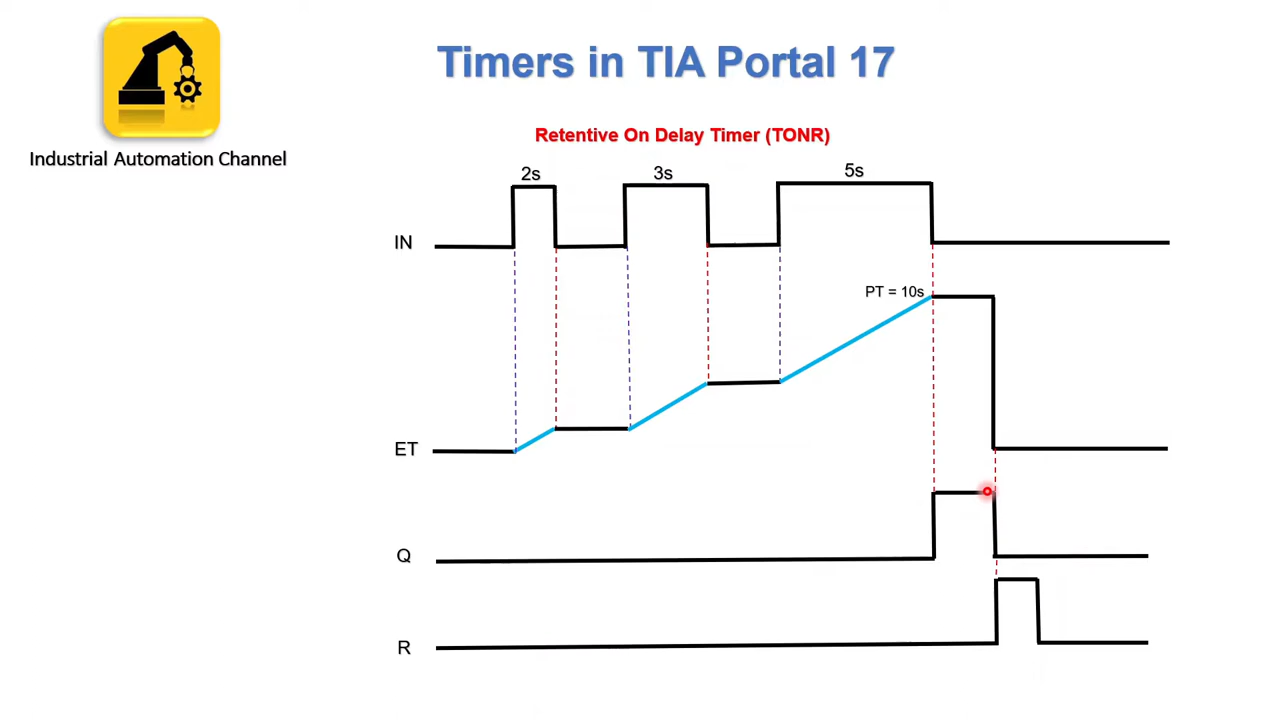 Timers in TIA Portal 17
Industrial Automation Channel
Retentive On Delay Timer (TONR)
2s
3s
5s
IN
PT = 10s
ET
Q
R